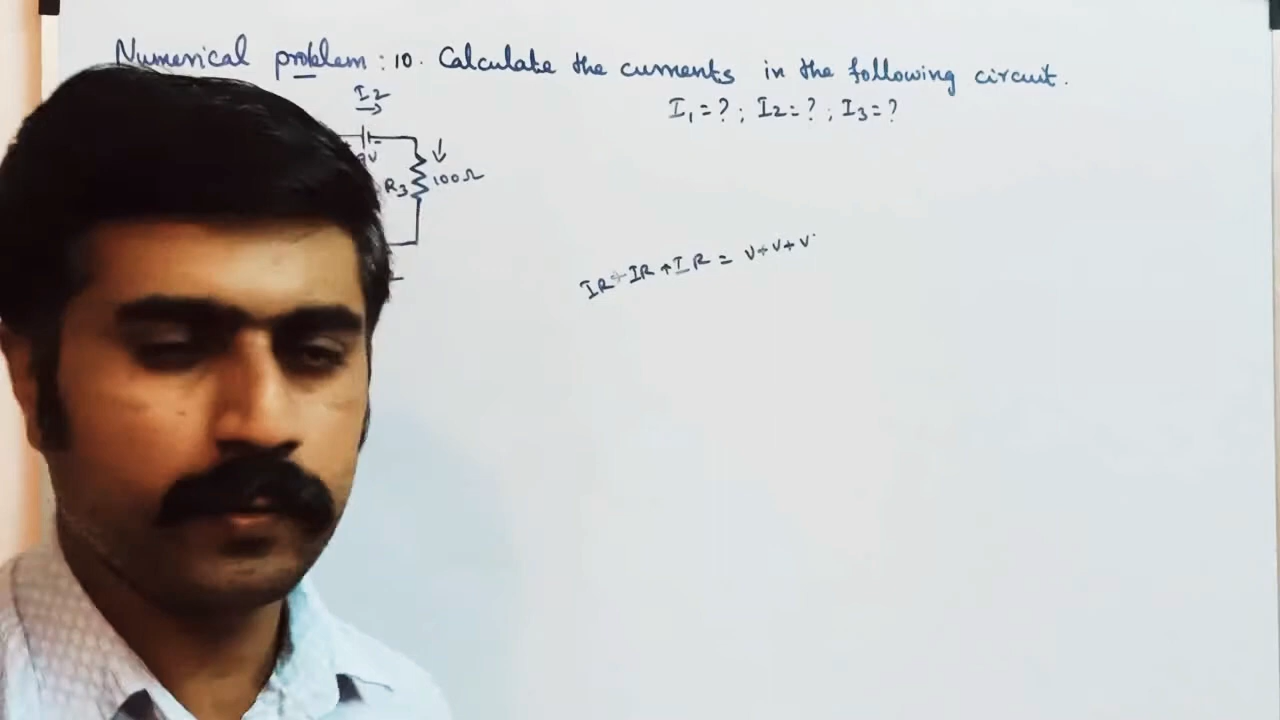 Numerical problem : 10. Calculate the currents in the following circuit.
I₁ = ? ; I₂ = ? ; I₃ = ?
I₂
R₃ 100Ω
IR + IR + IR = V + V + V